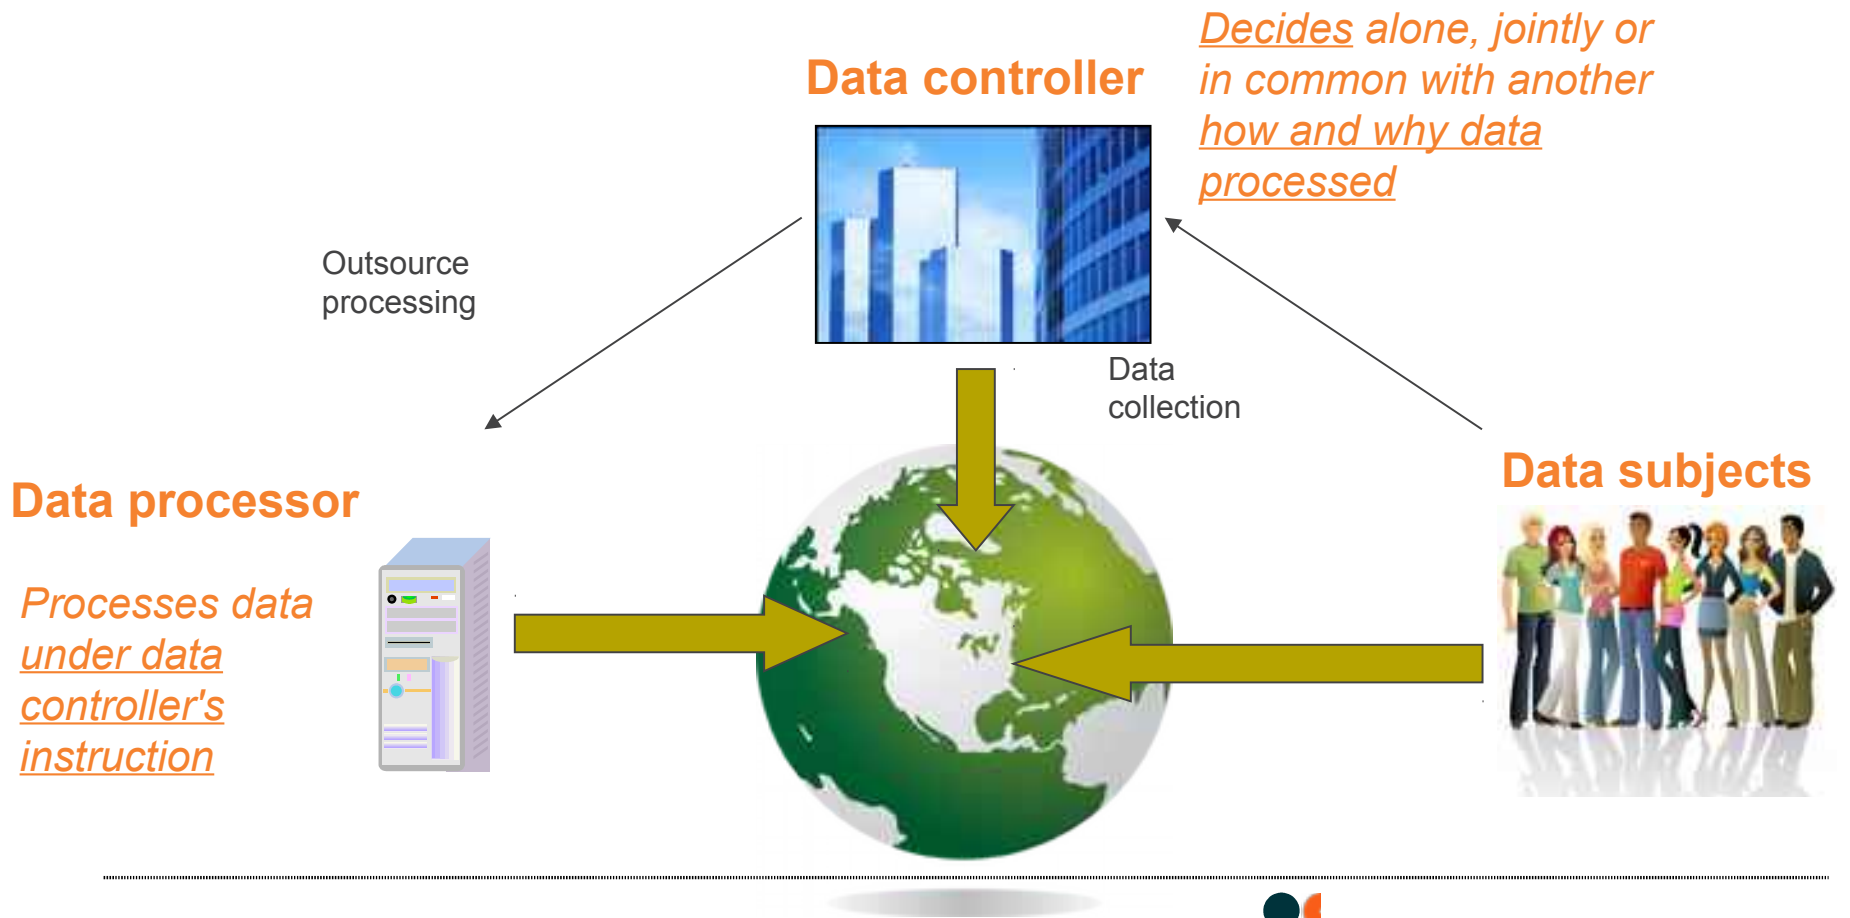 Data controller
Decides alone, jointly or
in common with another
how and why data
processed
Outsource
processing
Data
collection
Data processor
Processes data
under data
controller's
instruction
Data subjects